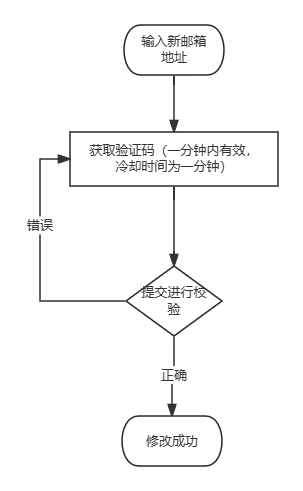 输入新邮箱
地址
获取验证码（一分钟内有效，
冷却时间为一分钟）
错误
提交进行校
验
正确
修改成功